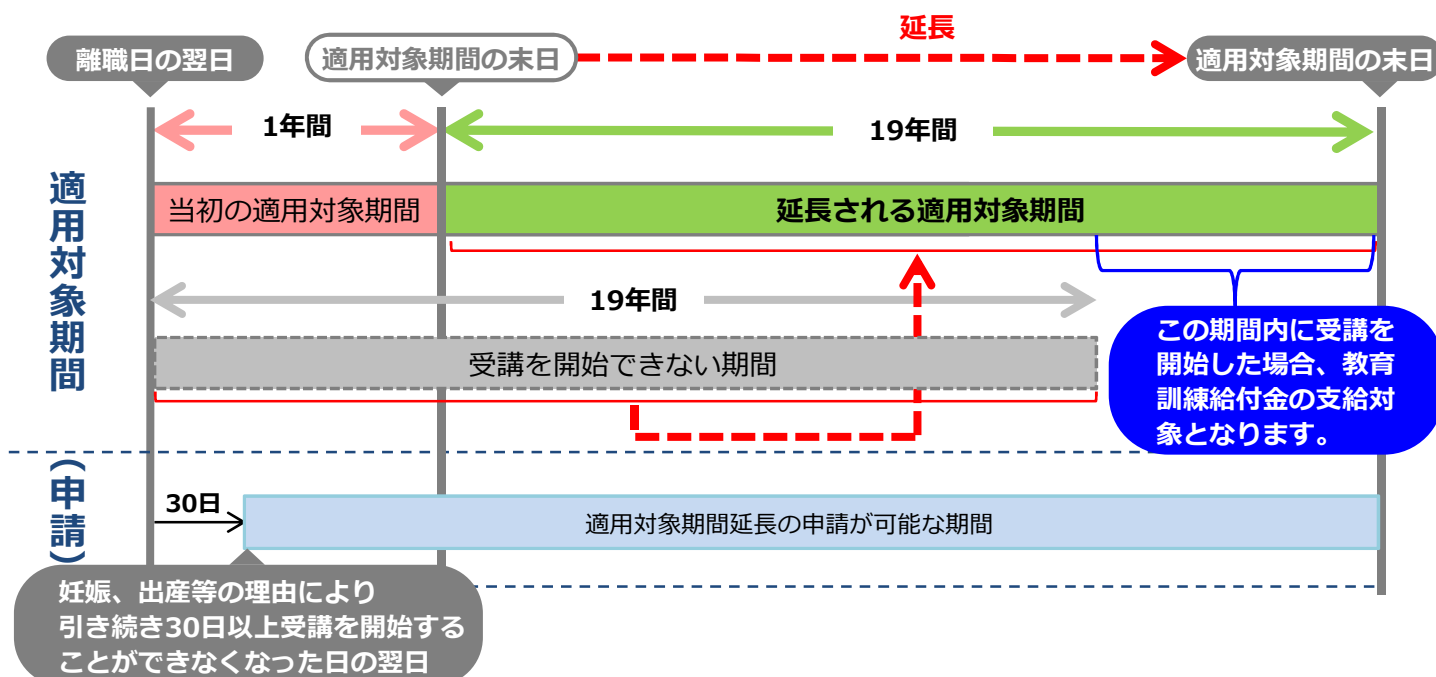 延長
離職日の翌日
適用対象期間の末日
適用対象期間の末日
1年間
19年間
適用対象期間
当初の適用対象期間
延長される適用対象期間
19年間
受講を開始できない期間
この期間内に受講を
開始した場合、教育
訓練給付金の支給対
象となります。
（申請）
30日
適用対象期間延長の申請が可能な期間
妊娠、出産等の理由により
引き続き30日以上受講を開始する
ことができなくなった日の翌日